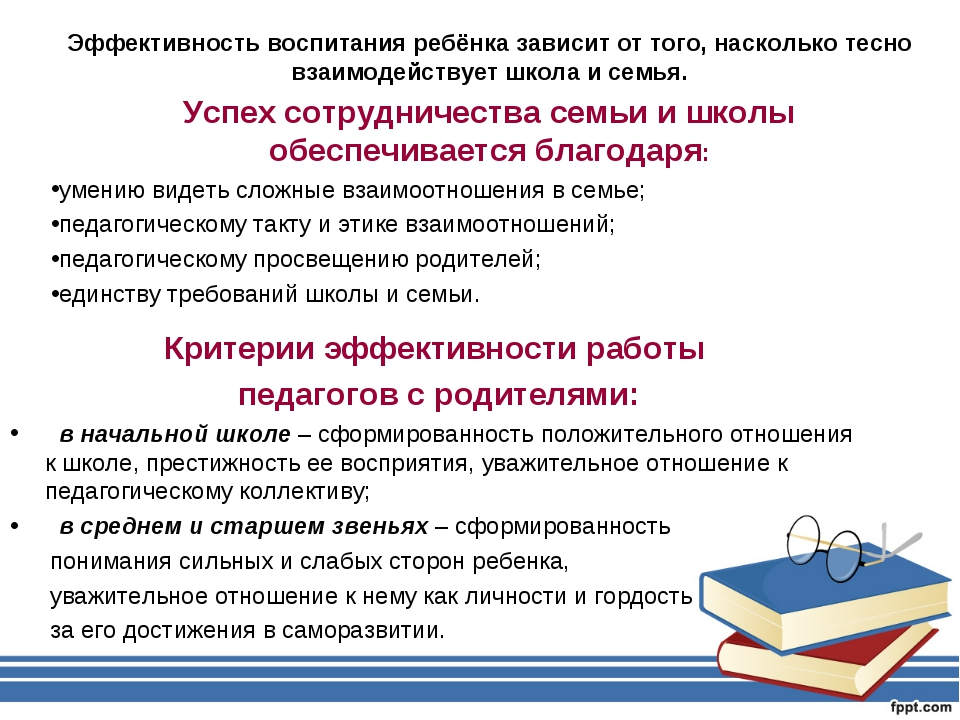 Эффективность воспитания ребёнка зависит от того, насколько тесно
взаимодействует школа и семья.
Успех сотрудничества семьи и школы
обеспечивается благодаря:
•умению видеть сложные взаимоотношения в семье;
•педагогическому такту и этике взаимоотношений;
•педагогическому просвещению родителей;
•единству требований школы и семьи.
Критерии эффективности работы
педагогов с родителями:
• в начальной школе – сформированность положительного отношения
к школе, престижность ее восприятия, уважительное отношение к
педагогическому коллективу;
• в среднем и старшем звеньях – сформированность
понимания сильных и слабых сторон ребенка,
уважительное отношение к нему как личности и гордость
за его достижения в саморазвитии.
fppt.com